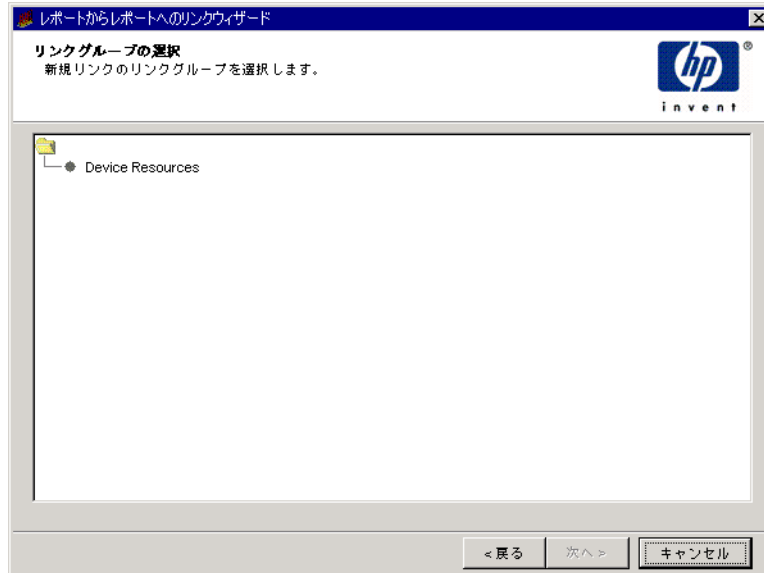 レポートからレポートへのリンクウィザード
リンクグループの選択
新規リンクのリンクグループを選択します。
hp
®
invent
Device Resources
<戻る
次へ>
キャンセル